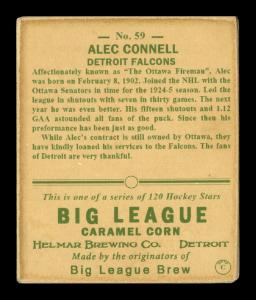 — No. 59 —
ALEC CONNELL
DETROIT FALCONS
Affectionately known as "The Ottawa Fireman", Alec
was born on February 8, 1902. Joined the NHL with the
Ottawa Senators in time for the 1924-5 season. Led the
league in shutouts with seven in thirty games. The next
year he was even better. His fifteen shutouts and 1.12
GAA astounded all fans of the puck. Since then his
preformance has been just as good.
While Alec's contract is still owned by Ottawa, they
have kindly loaned his services to the Falcons. The fans
of Detroit are very thankful.
This is one of a series of 120 Hockey Stars
BIG LEAGUE
CARAMEL CORN
HELMAR BREWING CO. DETROIT
Made by the originators of
Big League Brew
C